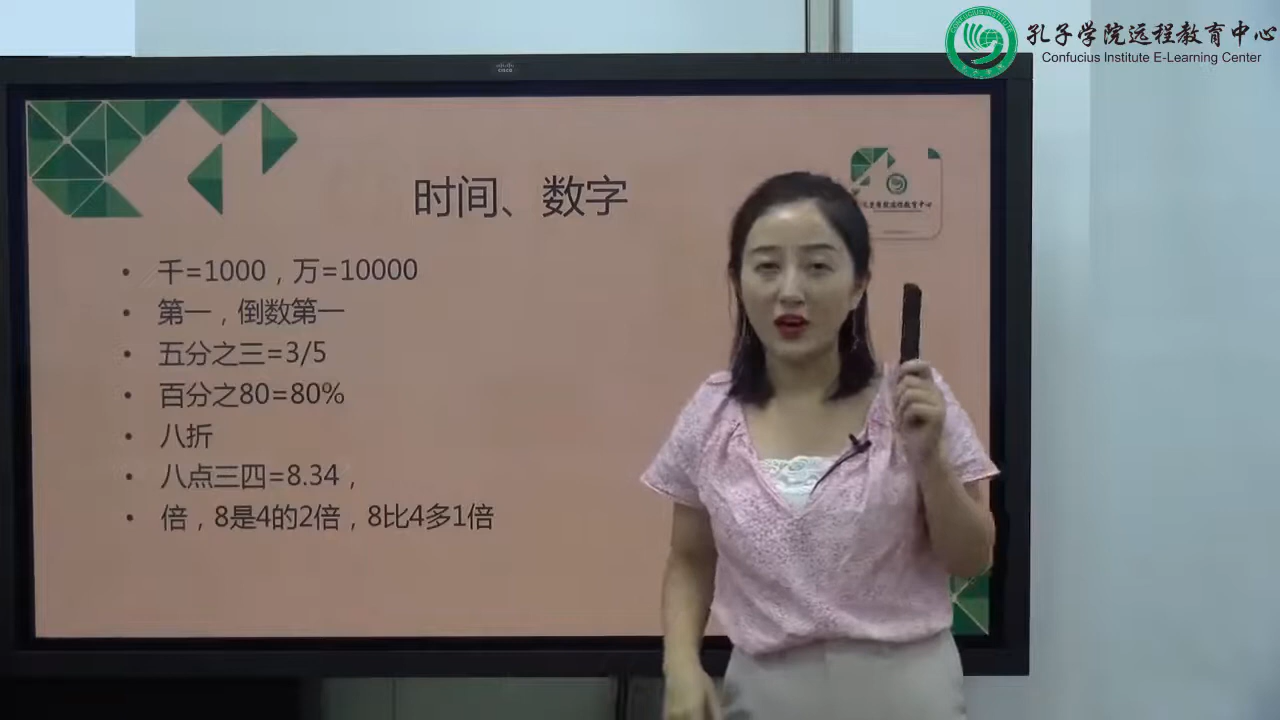 孔子学院远程教育中心
Confucius Institute E-Learning Center
时间、数字
• 千=1000，万=10000
• 第一，倒数第一
• 五分之三=3/5
• 百分之80=80%
• 八折
• 八点三四=8.34，
• 倍，8是4的2倍，8比4多1倍